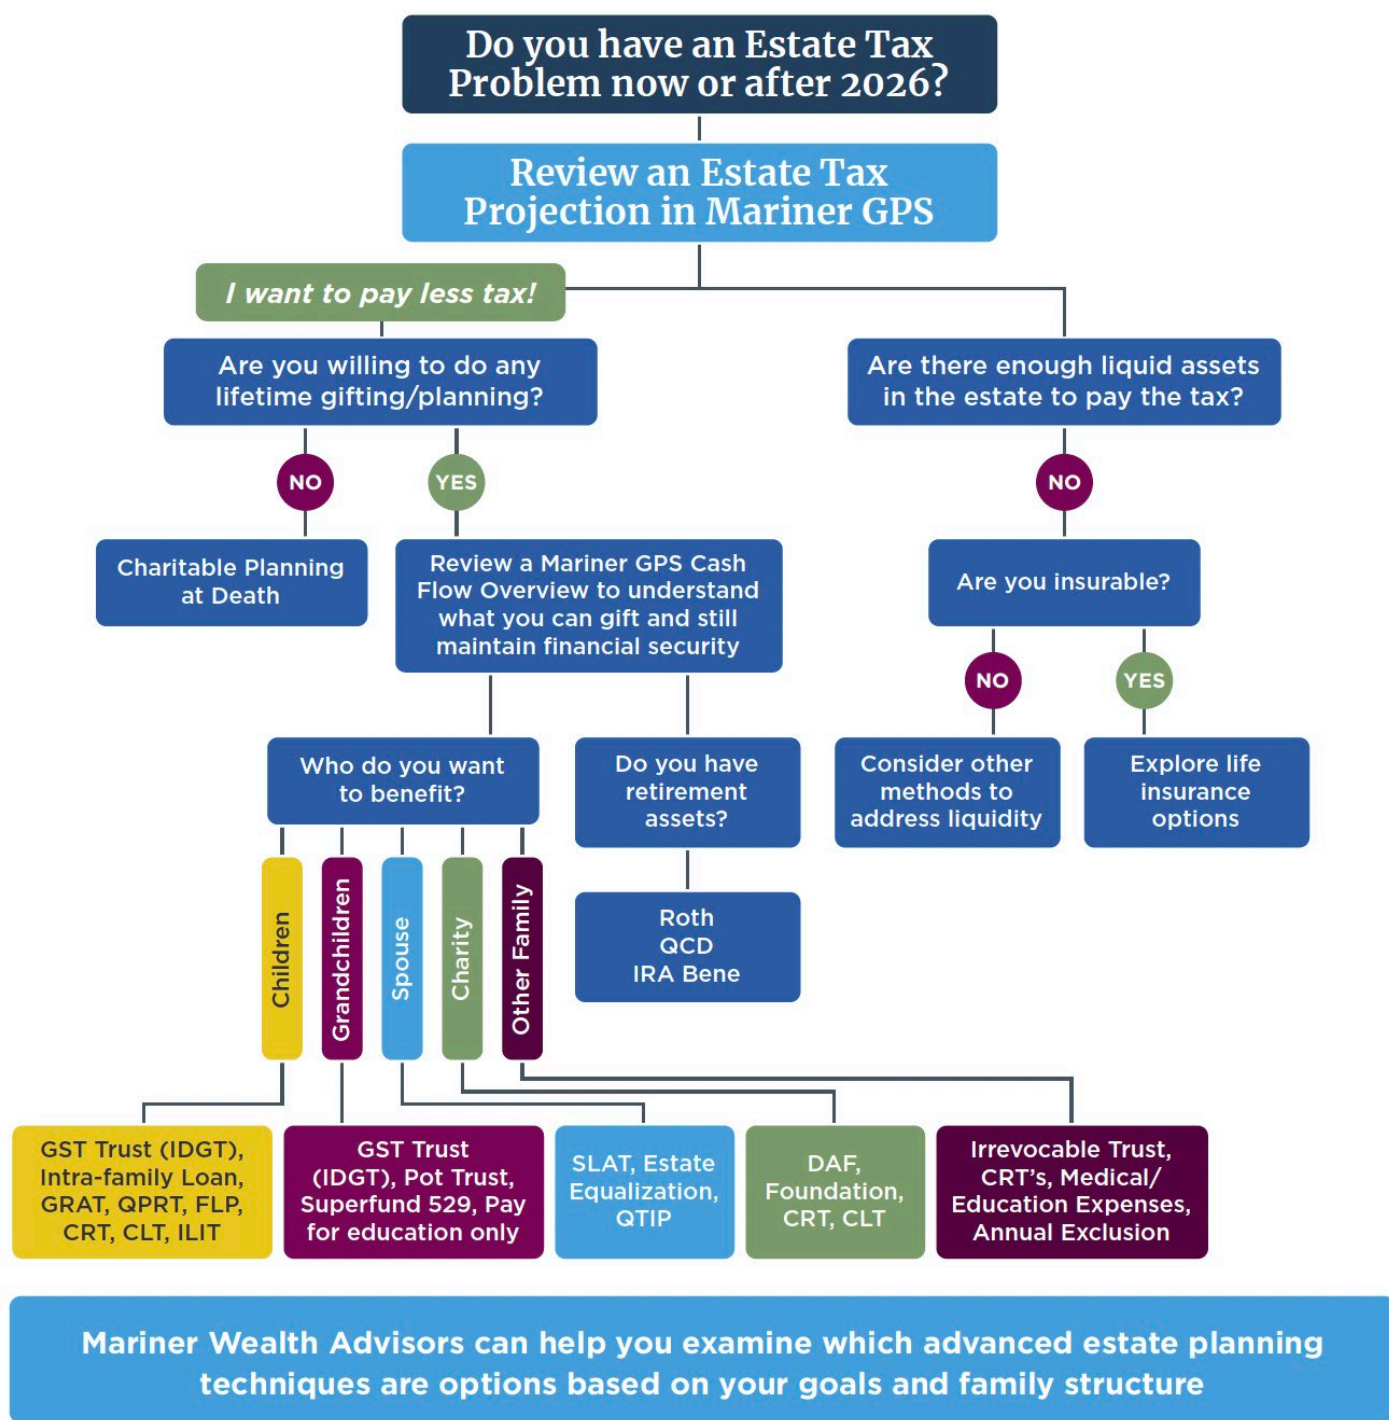 Do you have an Estate Tax
Problem now or after 2026?
Review an Estate Tax
Projection in Mariner GPS
I want to pay less tax!
Are you willing to do any
lifetime gifting/planning?
Are there enough liquid assets
in the estate to pay the tax?
NO
YES
NO
Charitable Planning
at Death
Review a Mariner GPS Cash
Flow Overview to understand
what you can gift and still
maintain financial security
Are you insurable?
NO
YES
Who do you want
to benefit?
Do you have
retirement
assets?
Consider other
methods to
address liquidity
Explore life
insurance
options
Children
Grandchildren
Spouse
Charity
Other Family
Roth
QCD
IRA Bene
GST Trust (IDGT),
Intra-family Loan,
GRAT, QPRT, FLP,
CRT, CLT, ILIT
GST Trust
(IDGT), Pot Trust,
Superfund 529, Pay
for education only
SLAT, Estate
Equalization,
QTIP
DAF,
Foundation,
CRT, CLT
Irrevocable Trust,
CRT's, Medical/
Education Expenses,
Annual Exclusion
Mariner Wealth Advisors can help you examine which advanced estate planning
techniques are options based on your goals and family structure